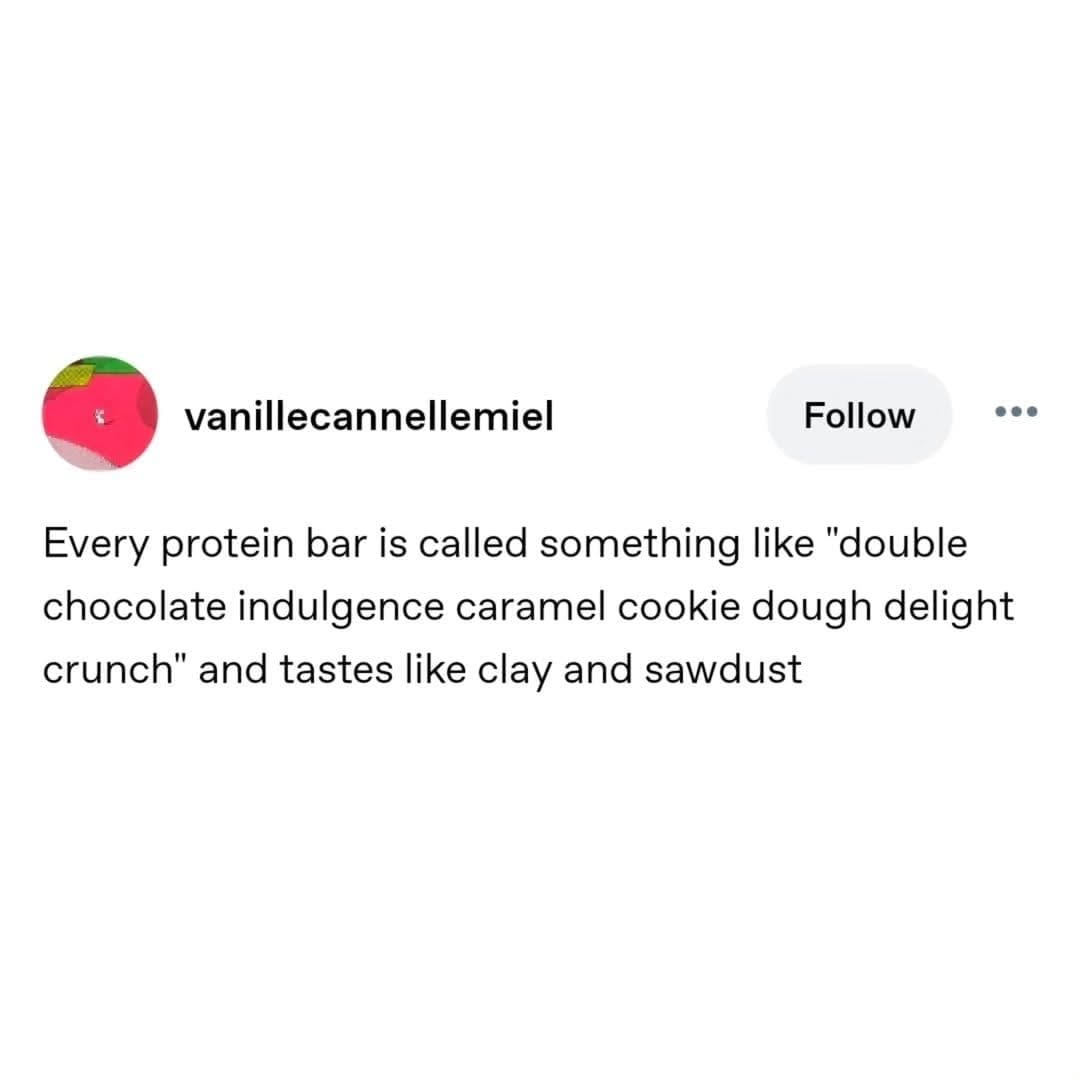 vanillecannellemiel
Follow
Every protein bar is called something like "double
chocolate indulgence caramel cookie dough delight
crunch" and tastes like clay and sawdust